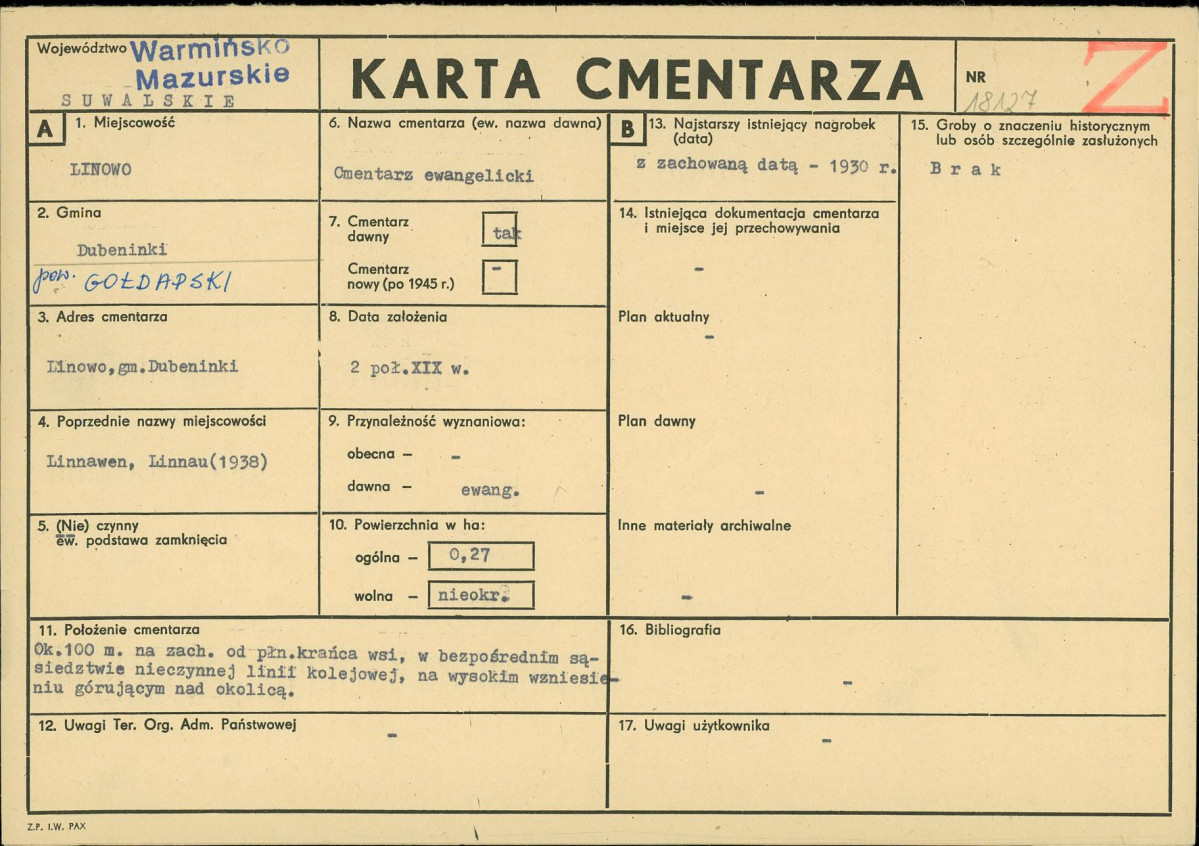 Województwo Warmińsko
Mazurskie
SUWALSKIE
KARTA CMENTARZA
NR
18127
Z
A
1. Miejscowość
LINOWO
2. Gmina
Dubeninki
pow. GOŁDAPSKI
3. Adres cmentarza
Linowo,gm.Dubeninki
4. Poprzednie nazwy miejscowości
Linnawen, Linnau(1938)
5. (Nie) czynny
ew. podstawa zamknięcia
6. Nazwa cmentarza (ew. nazwa dawna)
Cmentarz ewangelicki
7. Cmentarz
dawny
tak
Cmentarz
nowy (po 1945 r.)
-
8. Data założenia
2 poł.XIX w.
9. Przynależność wyznaniowa:
obecna – -
dawna – ewang.
10. Powierzchnia w ha:
ogólna – 0,27
wolna – nieokr.
B
13. Najstarszy istniejący nagrobek
(data)
z zachowaną datą - 1930 r.
14. Istniejąca dokumentacja cmentarza
i miejsce jej przechowywania
-
Plan aktualny
-
Plan dawny
-
Inne materiały archiwalne
-
15. Groby o znaczeniu historycznym
lub osób szczególnie zasłużonych
Brak
11. Położenie cmentarza
Ok.100 m. na zach. od płn.krańca wsi, w bezpośrednim są-
siedztwie nieczynnej linii kolejowej, na wysokim wzniesie-
niu górującym nad okolicą.
12. Uwagi Ter. Org. Adm. Państwowej
-
16. Bibliografia
-
17. Uwagi użytkownika
-
Z.P. I.W. PAX